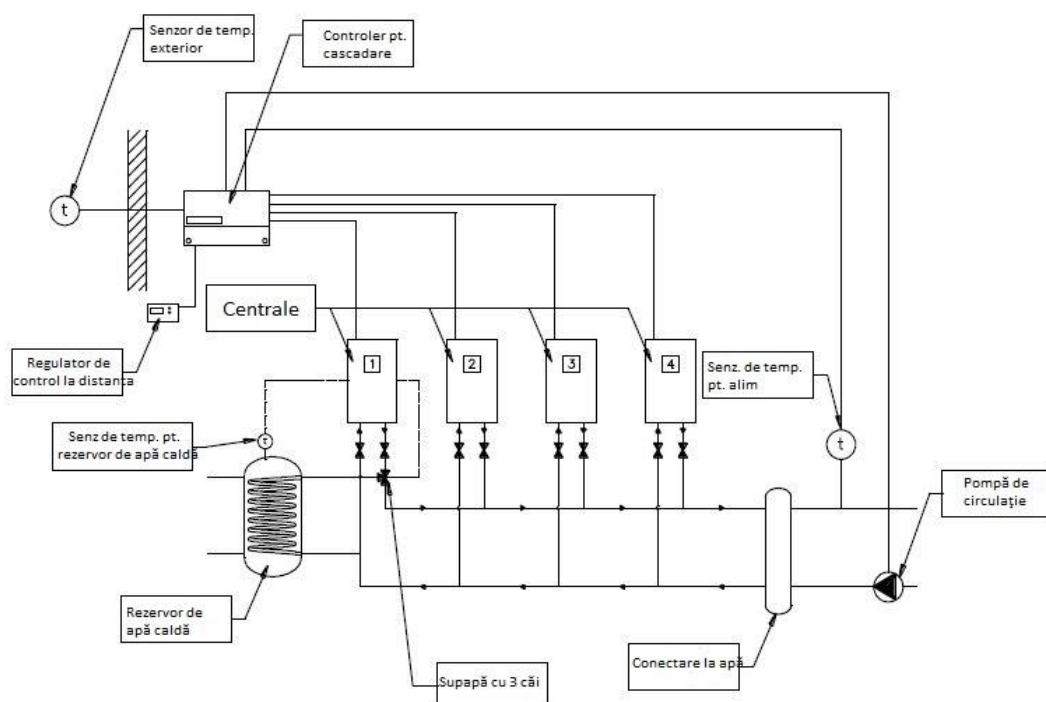 Senzor de temp.
exterior
Controler pt.
cascadare
t
Centrale
Regulator de
control la distanta
1
2
3
4
Senz. de temp.
pt. alim
Senz de temp. pt.
rezervor de apă caldă
τ
t
Pompă de
circulaţie
Rezervor de
apă caldă
Supapă cu 3 căi
Conectare la apă